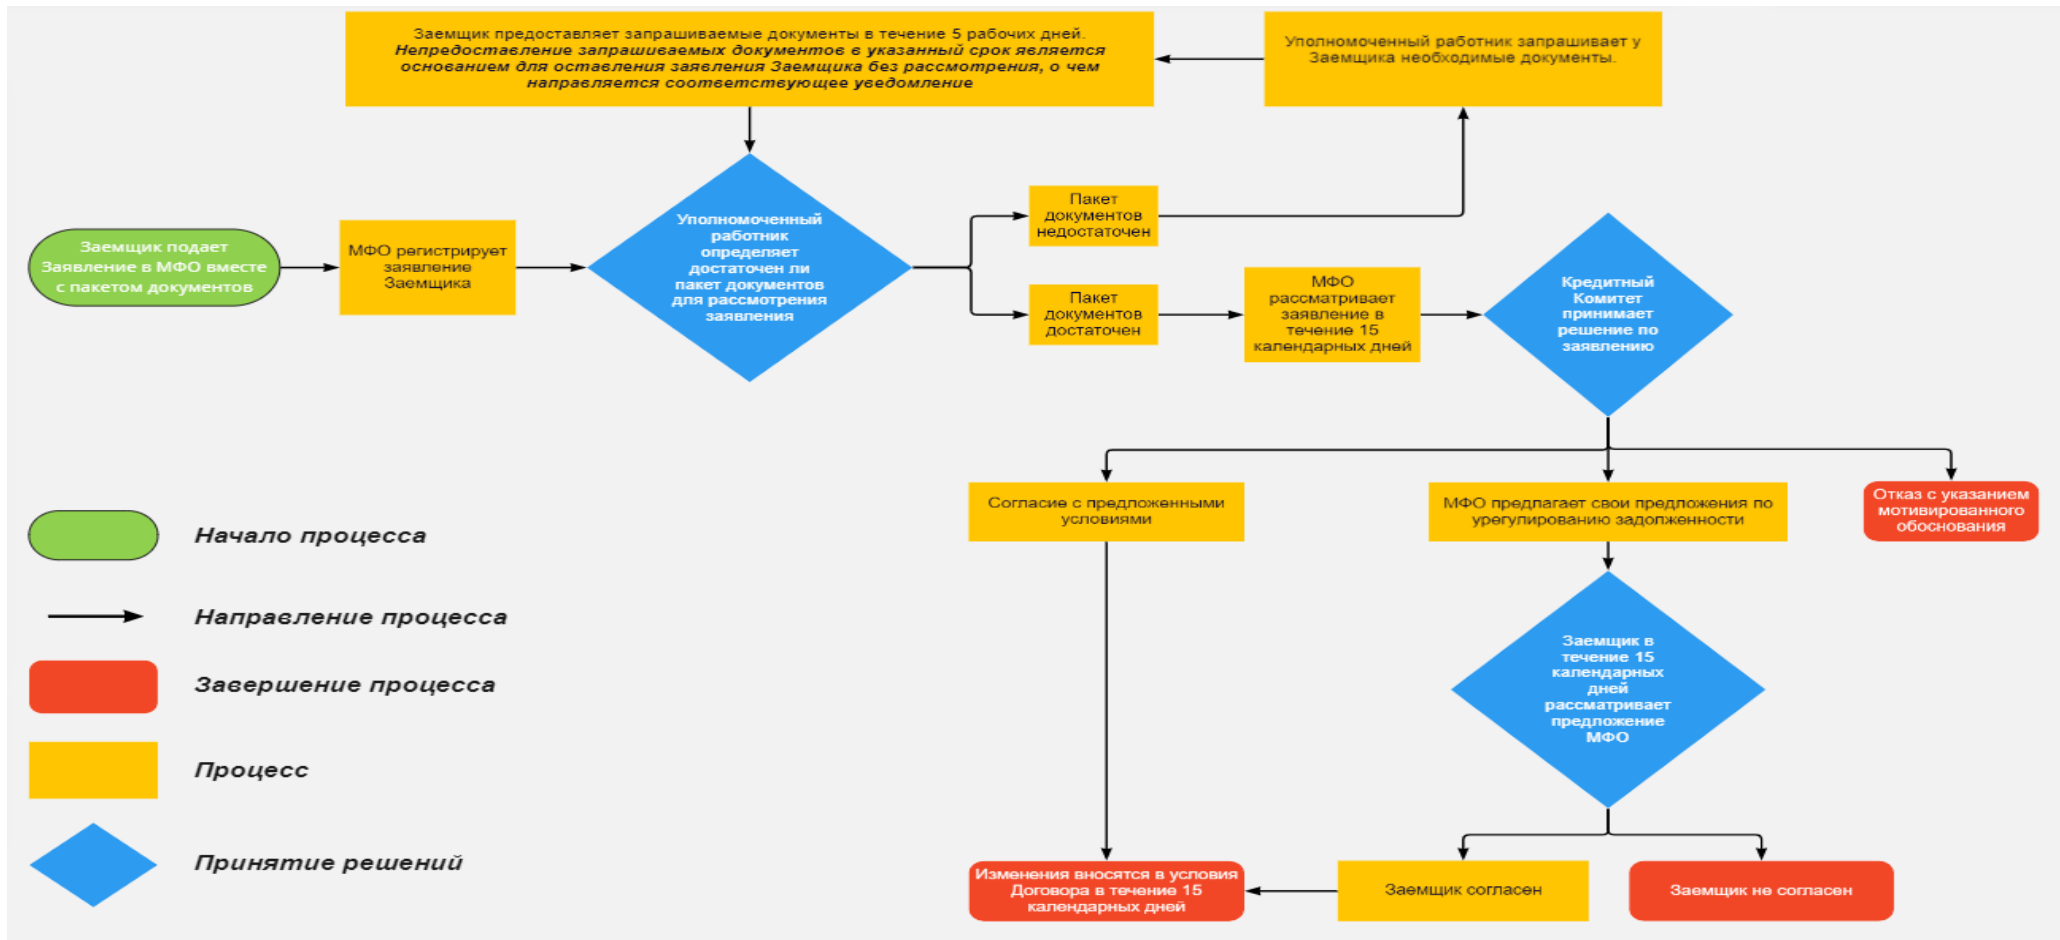 Заемщик предоставляет запрашиваемые документы в течение 5 рабочих дней.
Непредоставление запрашиваемых документов в указанный срок является
основанием для оставления заявления Заемщика без рассмотрения, о чем
направляется соответствующее уведомление
Уполномоченный работник запрашивает у
Заемщика необходимые документы.
Заемщик подает
Заявление в МФО вместе
с пакетом документов
МФО регистрирует
заявление
Заемщика
Уполномоченный
работник
определяет
достаточен ли
пакет документов
для рассмотрения
заявления
Пакет
документов
недостаточен
Пакет
документов
достаточен
МФО
рассматривает
заявление в
течение 15
календарных дней
Кредитный
Комитет
принимает
решение по
заявлению
Согласие с предложенными
условиями
МФО предлагает свои предложения по
урегулированию задолженности
Отказ с указанием
мотивированного
обоснования
Заемщик в
течение 15
календарных
дней
рассматривает
предложение
МФО
Изменения вносятся в условия
Договора в течение 15
календарных дней
Заемщик согласен
Заемщик не согласен
Начало процесса
Направление процесса
Завершение процесса
Процесс
Принятие решений